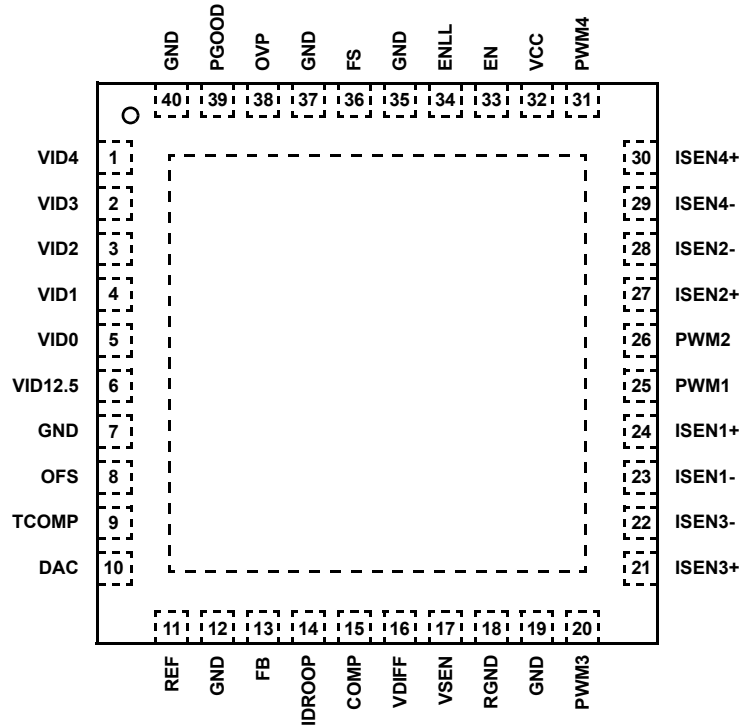 GND PGOOD OVP GND FS GND ENLL EN VCC PWM4
40 39 38 37 36 35 34 33 32 31
VID4 1 30 ISEN4+
VID3 2 29 ISEN4-
VID2 3 28 ISEN2-
VID1 4 27 ISEN2+
VID0 5 26 PWM2
VID12.5 6 25 PWM1
GND 7 24 ISEN1+
OFS 8 23 ISEN1-
TCOMP 9 22 ISEN3-
DAC 10 21 ISEN3+
11 12 13 14 15 16 17 18 19 20
REF GND FB IDROOP COMP VDIFF VSEN RGND GND PWM3